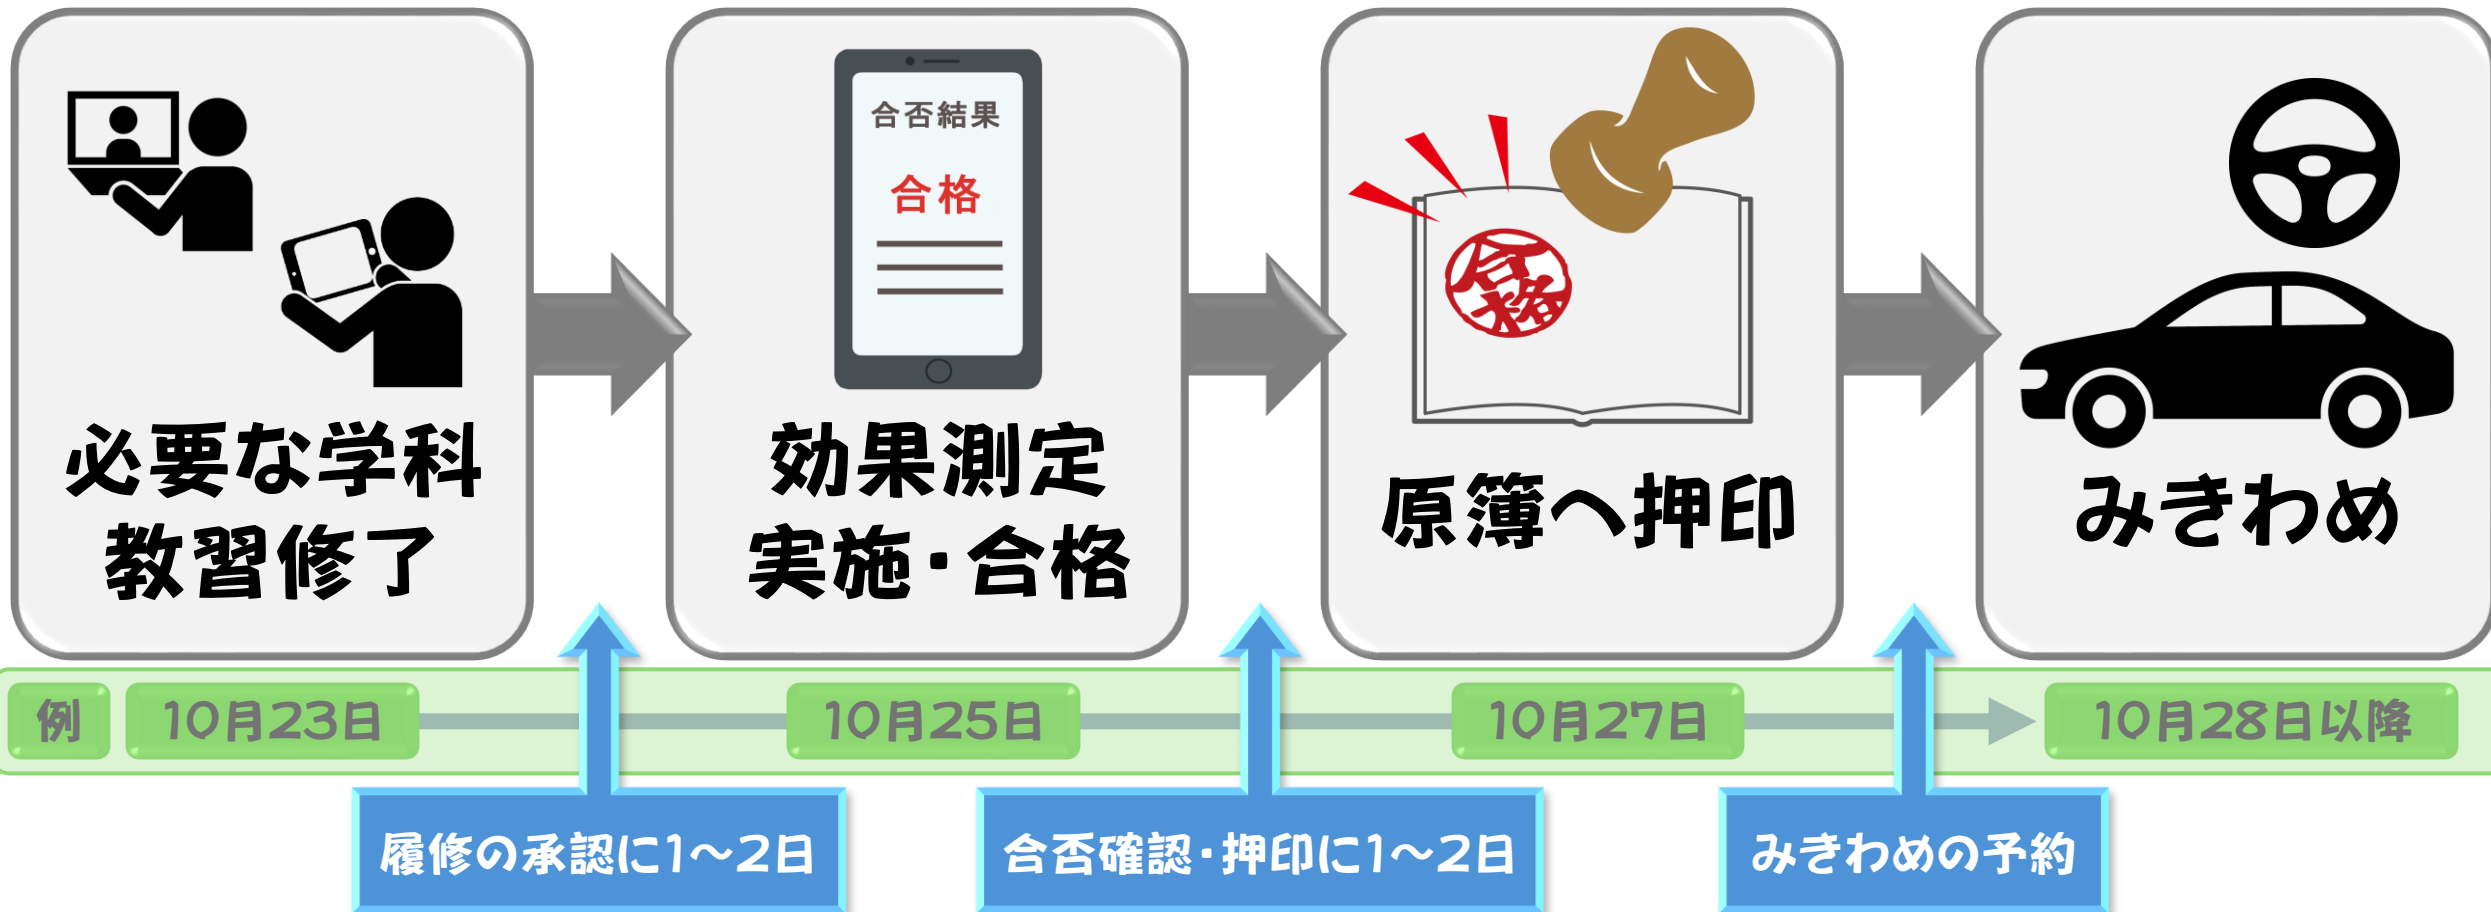 合否結果
合格
合格
必要な学科
教習修了
効果測定
実施・合格
原簿へ押印
みきわめ
例
10月23日
10月25日
10月27日
10月28日以降
履修の承認に1～2日
合否確認・押印に1～2日
みきわめの予約